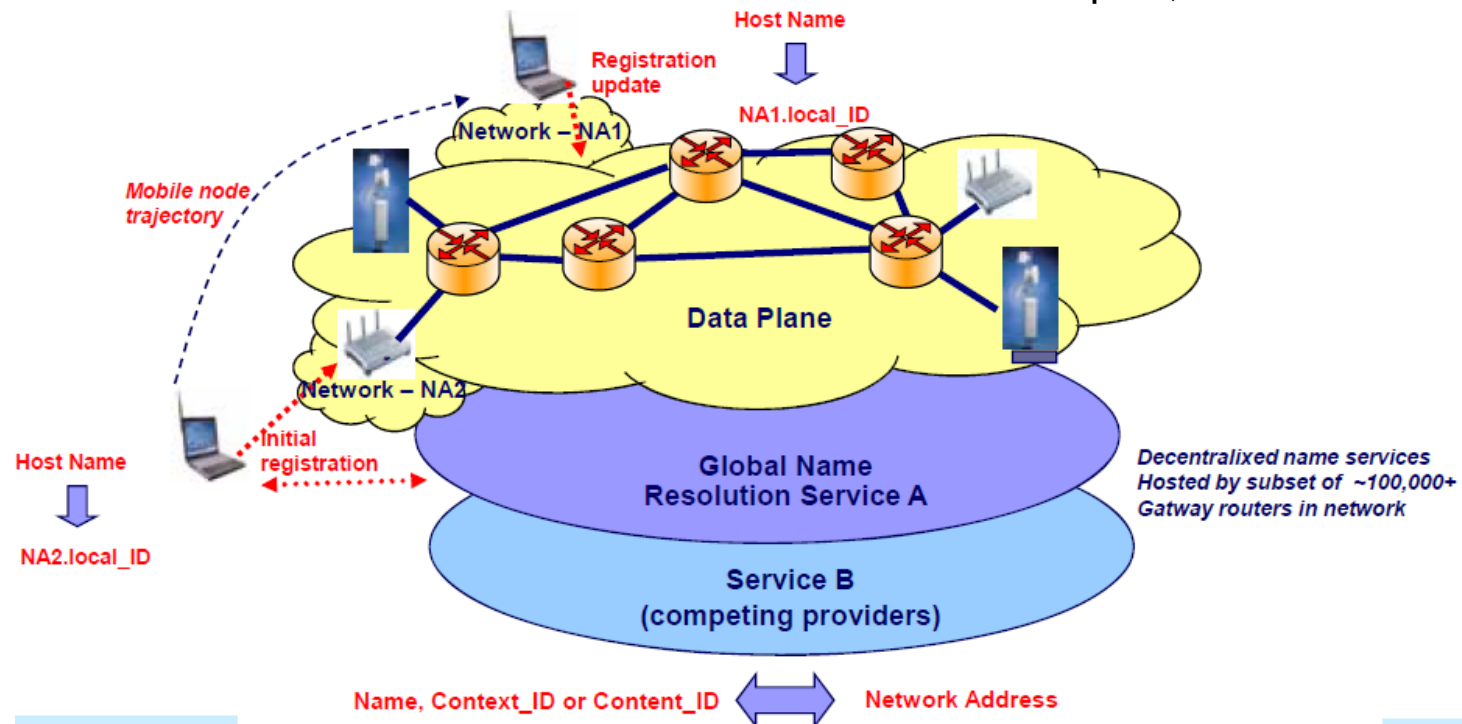 Host Name
Registration
update
NA1.local_ID
Network – NA1
Mobile node
trajectory
Data Plane
Network – NA2
Initial
registration
Host Name
NA2.local_ID
Global Name
Resolution Service A
Decentralixed name services
Hosted by subset of ~100,000+
Gatway routers in network
Service B
(competing providers)
Name, Context_ID or Content_ID
Network Address